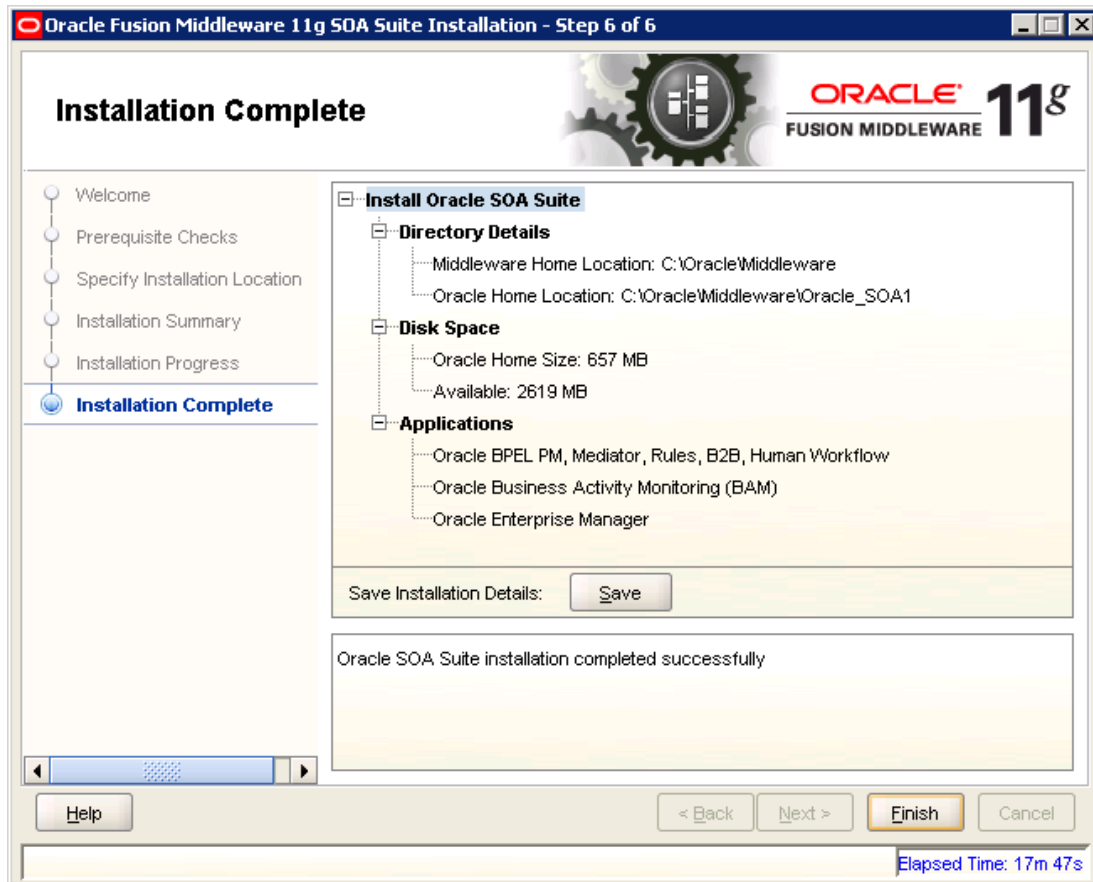 Oracle Fusion Middleware 11g SOA Suite Installation - Step 6 of 6
Installation Complete
ORACLE®
FUSION MIDDLEWARE
11g
Welcome
Prerequisite Checks
Specify Installation Location
Installation Summary
Installation Progress
Installation Complete
Install Oracle SOA Suite
Directory Details
Middleware Home Location: C:\Oracle\Middleware
Oracle Home Location: C:\Oracle\Middleware\Oracle_SOA1
Disk Space
Oracle Home Size: 657 MB
Available: 2619 MB
Applications
Oracle BPEL PM, Mediator, Rules, B2B, Human Workflow
Oracle Business Activity Monitoring (BAM)
Oracle Enterprise Manager
Save Installation Details: Save
Oracle SOA Suite installation completed successfully
Help < Back Next > Finish Cancel
Elapsed Time: 17m 47s